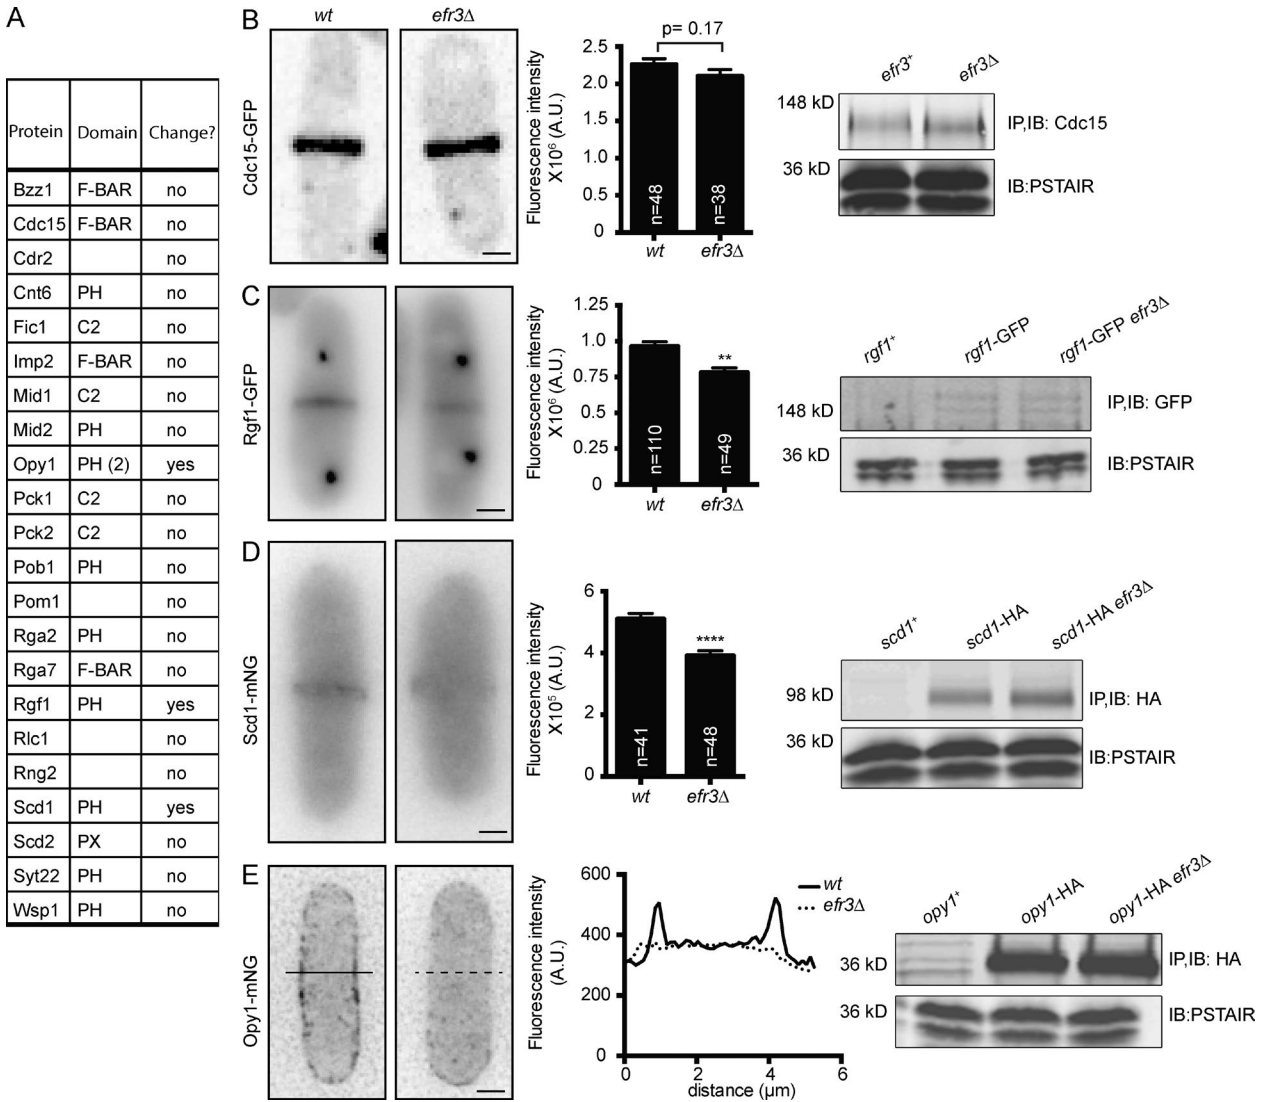 A
Protein Domain Change?
Bzz1 F-BAR no
Cdc15 F-BAR no
Cdr2 no
Cnt6 PH no
Fic1 C2 no
Imp2 F-BAR no
Mid1 C2 no
Mid2 PH no
Opy1 PH (2) yes
Pck1 C2 no
Pck2 C2 no
Pob1 PH no
Pom1 no
Rga2 PH no
Rga7 F-BAR no
Rgf1 PH yes
Rlc1 no
Rng2 no
Scd1 PH yes
Scd2 PX no
Syt22 PH no
Wsp1 PH no
B
wt efr3Δ
Cdc15-GFP
Fluorescence intensity
X10⁶ (A.U.)
2.5
2.0
1.5
1.0
0.5
0
p= 0.17
n=48 n=38
wt efr3Δ
efr3⁺ efr3Δ
148 kD
IP,IB: Cdc15
36 kD
IB:PSTAIR
C
Rgf1-GFP
Fluorescence intensity
X10⁶ (A.U.)
1.25
1.0
0.75
0.5
0.25
0
**
n=110 n=49
wt efr3Δ
rgf1⁺ rgf1-GFP rgf1-GFP efr3Δ
148 kD
IP,IB: GFP
36 kD
IB:PSTAIR
D
Scd1-mNG
Fluorescence intensity
X10⁵ (A.U.)
6
4
2
0
****
n=41 n=48
wt efr3Δ
scd1⁺ scd1-HA scd1-HA efr3Δ
98 kD
IP,IB: HA
36 kD
IB:PSTAIR
E
Opy1-mNG
Fluorescence intensity
(A.U.)
600
400
200
0
wt
efr3Δ
0 2 4 6
distance (µm)
opy1⁺ opy1-HA opy1-HA efr3Δ
36 kD
IP,IB: HA
36 kD
IB:PSTAIR